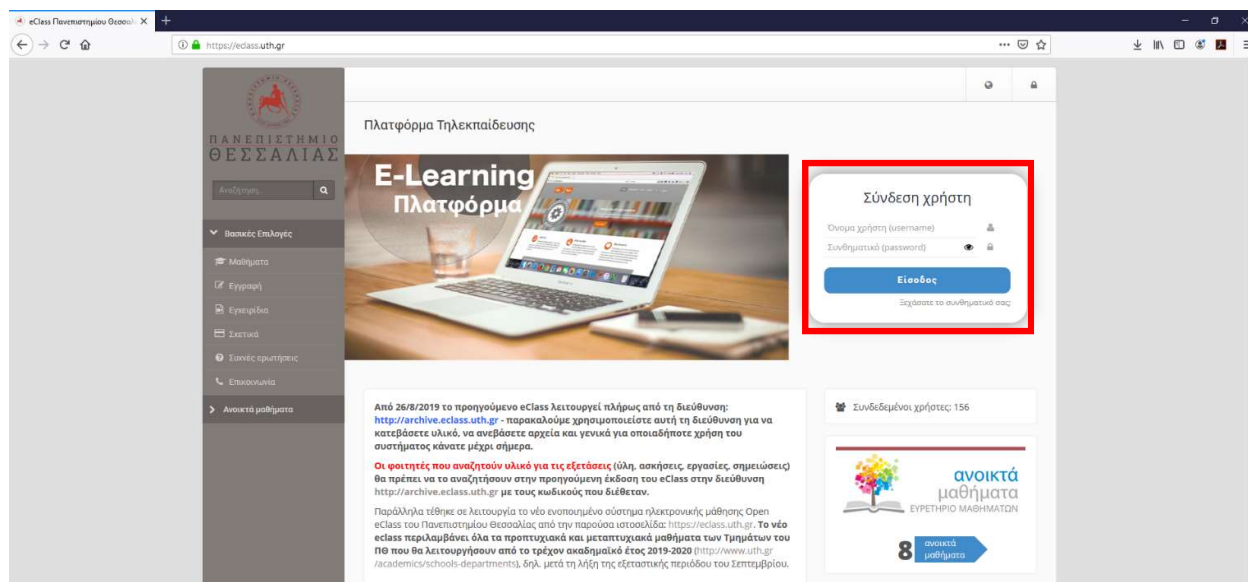 eClass Πανεπιστημίου Θεσσαλ
https://eclass.uth.gr
ΠΑΝΕΠΙΣΤΗΜΙΟ
ΘΕΣΣΑΛΙΑΣ
Αναζήτηση...
Βασικές Επιλογές
Μαθήματα
Εγγραφή
Εγχειρίδια
Σχετικά
Συχνές ερωτήσεις
Επικοινωνία
Ανοικτά μαθήματα
Πλατφόρμα Τηλεκπαίδευσης
E-Learning
Πλατφόρμα
Σύνδεση χρήστη
Όνομα χρήστη (username)
Συνθηματικό (password)
Είσοδος
Ξεχάσατε το συνθηματικό σας;
Από 26/8/2019 το προηγούμενο eClass λειτουργεί πλήρως από τη διεύθυνση:
http://archive.eclass.uth.gr - παρακαλούμε χρησιμοποιείστε αυτή τη διεύθυνση για να
κατεβάσετε υλικό, να ανεβάσετε αρχεία και γενικά για οποιαδήποτε χρήση του
συστήματος κάνατε μέχρι σήμερα.
Οι φοιτητές που αναζητούν υλικό για τις εξετάσεις (ύλη, ασκήσεις, εργασίες, σημειώσεις)
θα πρέπει να το αναζητήσουν στην προηγούμενη έκδοση του eClass στην διεύθυνση
http://archive.eclass.uth.gr με τους κωδικούς που διέθεταν.
Παράλληλα τέθηκε σε λειτουργία το νέο ενοποιημένο σύστημα ηλεκτρονικής μάθησης Open
eClass του Πανεπιστημίου Θεσσαλίας από την παρούσα ιστοσελίδα: https://eclass.uth.gr. Το νέο
eclass περιλαμβάνει όλα τα προπτυχιακά και μεταπτυχιακά μαθήματα των Τμημάτων του
ΠΘ που θα λειτουργήσουν από το τρέχον ακαδημαϊκό έτος 2019-2020 (http://www.uth.gr
/academics/schools-departments), δηλ. μετά τη λήξη της εξεταστικής περιόδου του Σεπτεμβρίου.
Συνδεδεμένοι χρήστες: 156
ανοικτά
μαθήματα
ΕΥΡΕΤΗΡΙΟ ΜΑΘΗΜΑΤΩΝ
8
ανοικτά
μαθήματα